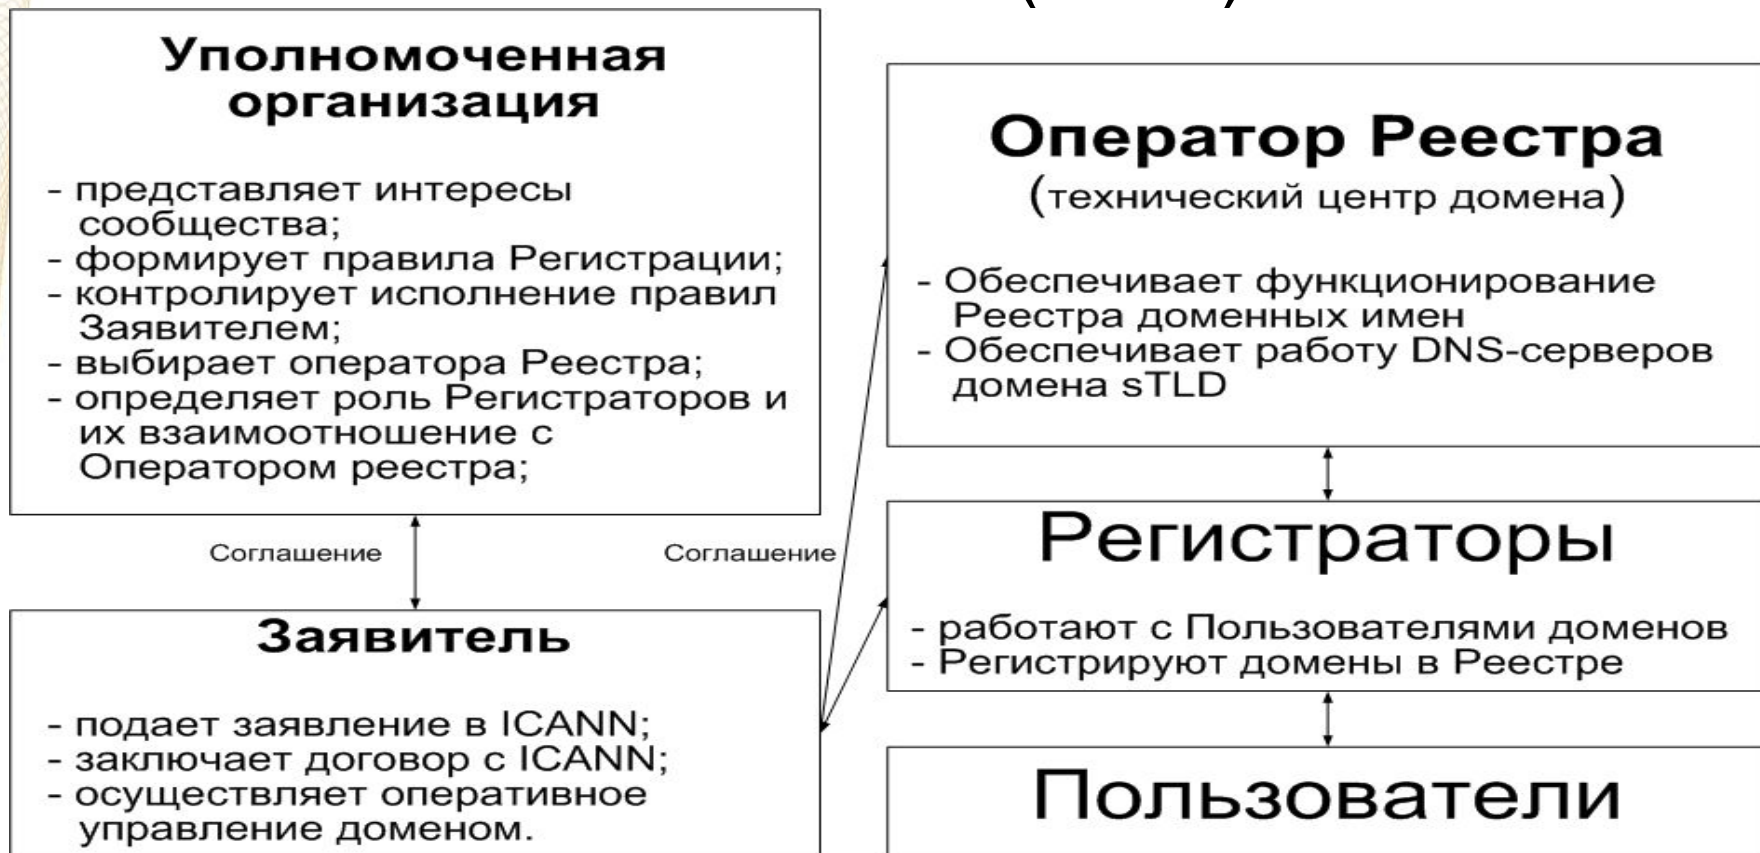 Уполномоченная
организация
- представляет интересы
сообщества;
- формирует правила Регистрации;
- контролирует исполнение правил
Заявителем;
- выбирает оператора Реестра;
- определяет роль Регистраторов и
их взаимоотношение с
Оператором реестра;
Соглашение
Заявитель
- подает заявление в ICANN;
- заключает договор с ICANN;
- осуществляет оперативное
управление доменом.
Соглашение
Оператор Реестра
(технический центр домена)
- Обеспечивает функционирование
Реестра доменных имен
- Обеспечивает работу DNS-серверов
домена sTLD
Регистраторы
- работают с Пользователями доменов
- Регистрируют домены в Реестре
Пользователи